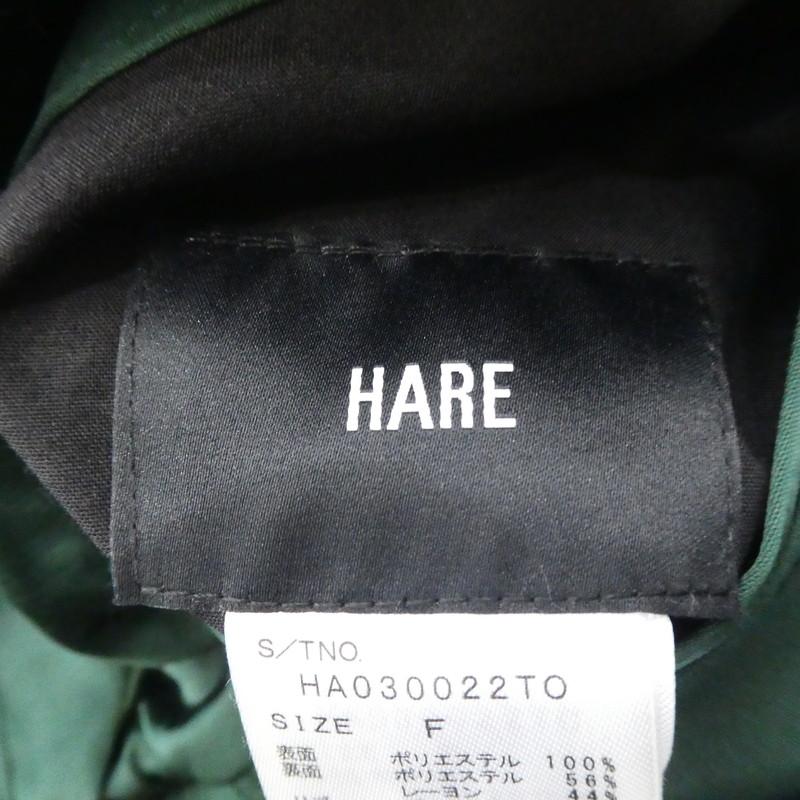 HARE
S/TNO.
HA030022TO
SIZE F
表面 ポリエステル 100%
裏面 ポリエステル 56%
レーヨン 44%